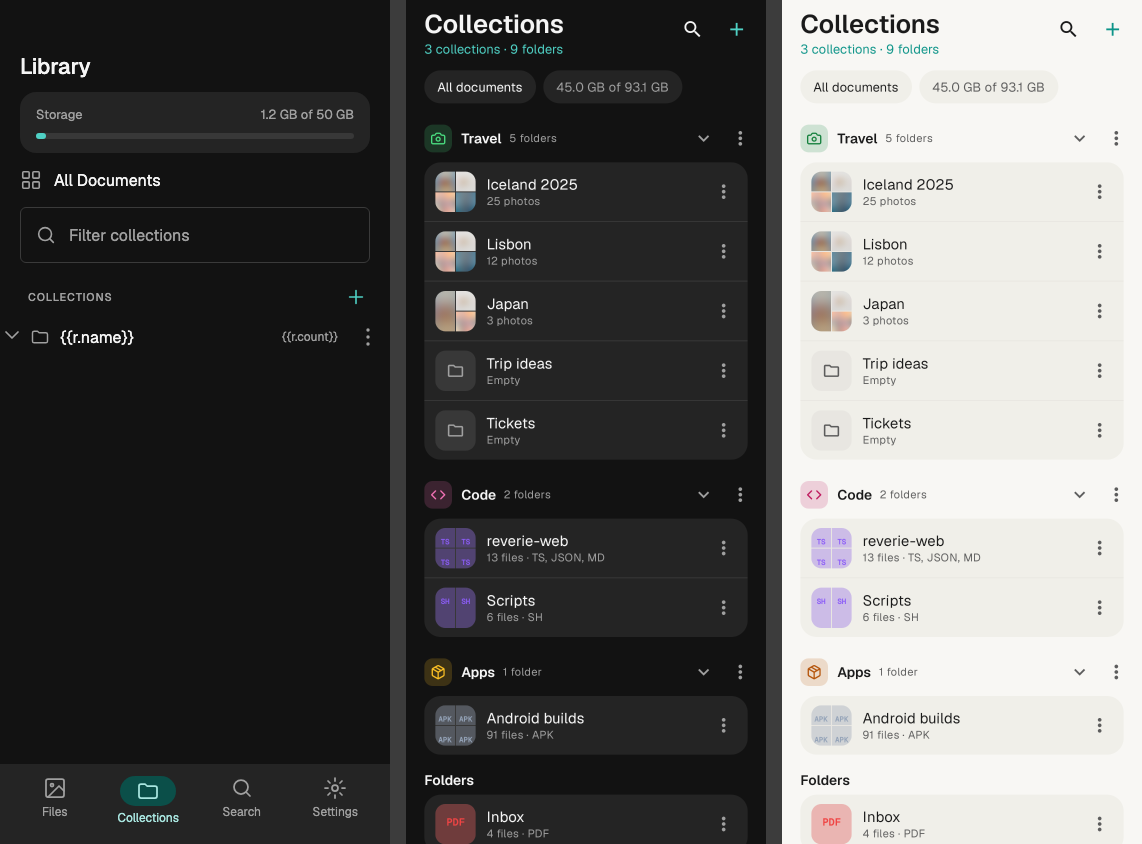 Library
Storage
1.2 GB of 50 GB
All Documents
Filter collections
COLLECTIONS
{{r.name}}
{{r.count}}
Files
Collections
Search
Settings
Collections
3 collections · 9 folders
All documents
45.0 GB of 93.1 GB
Travel 5 folders
Iceland 2025
25 photos
Lisbon
12 photos
Japan
3 photos
Trip ideas
Empty
Tickets
Empty
Code 2 folders
TS TS
TS TS
reverie-web
13 files · TS, JSON, MD
SH SH
Scripts
6 files · SH
Apps 1 folder
APK APK
APK APK
Android builds
91 files · APK
Folders
PDF
Inbox
4 files · PDF
Collections
3 collections · 9 folders
All documents
45.0 GB of 93.1 GB
Travel 5 folders
Iceland 2025
25 photos
Lisbon
12 photos
Japan
3 photos
Trip ideas
Empty
Tickets
Empty
Code 2 folders
TS TS
TS TS
reverie-web
13 files · TS, JSON, MD
SH SH
Scripts
6 files · SH
Apps 1 folder
APK APK
APK APK
Android builds
91 files · APK
Folders
PDF
Inbox
4 files · PDF